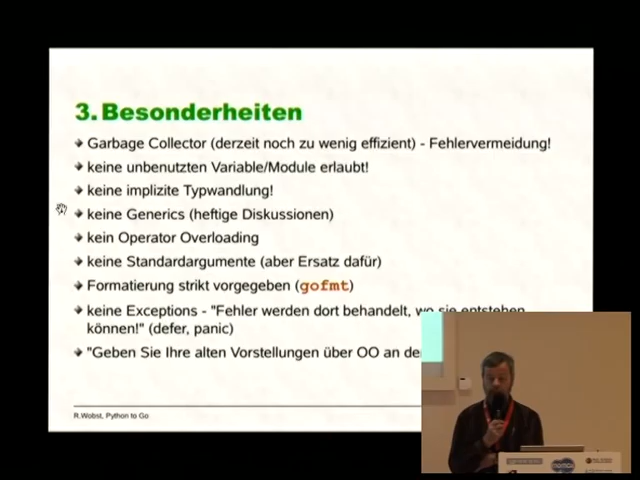 3. Besonderheiten
Garbage Collector (derzeit noch zu wenig effizient) - Fehlervermeidung!
keine unbenutzten Variable/Module erlaubt!
keine implizite Typwandlung!
keine Generics (heftige Diskussionen)
kein Operator Overloading
keine Standardargumente (aber Ersatz dafür)
Formatierung strikt vorgegeben (gofmt)
keine Exceptions - "Fehler werden dort behandelt, wo sie entstehen
können!" (defer, panic)
"Geben Sie Ihre alten Vorstellungen über OO an
R.Wobst, Python to Go